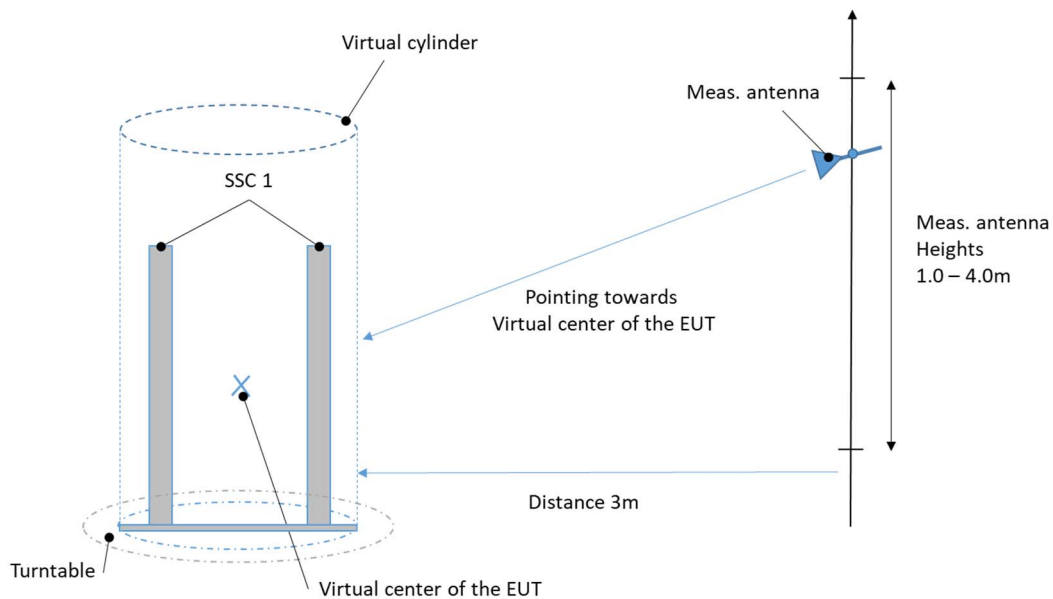 Virtual cylinder
Meas. antenna
SSC 1
Meas. antenna
Heights
1.0 – 4.0m
Pointing towards
Virtual center of the EUT
Distance 3m
Turntable
Virtual center of the EUT